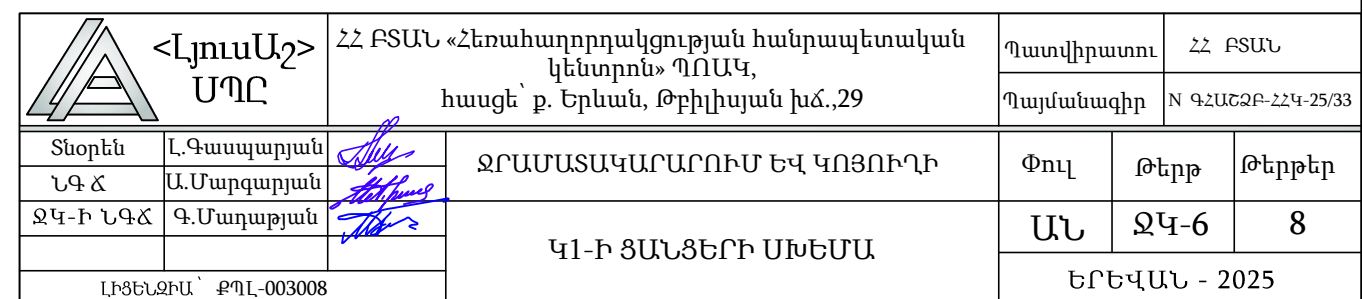 <ԼյուսԱշ>
ՍՊԸ
ՀՀ ԲՏԱՆ «Հեռահաղորդակցության հանրապետական
կենտրոն» ՊՈԱԿ,
հասցե՝ ք. Երևան, Թբիլիսյան խճ.,29
Պատվիրատու
ՀՀ ԲՏԱՆ
Պայմանագիր
N ԳՀԱՇՁԲ-ՀՀԿ-25/33
Տնօրեն
Լ.Գասպարյան
ՆԳ Ճ
Ա.Մարգարյան
ՋԿ-Ի ՆԳՃ
Գ.Մադաթյան
ԼԻՑԵՆԶԻԱ՝ ՔՊԼ-003008
ՋՐԱՄԱՏԱԿԱՐԱՐՈՒՄ ԵՎ ԿՈՅՈՒՂԻ
Կ1-Ի ՑԱՆՑԵՐԻ ՍԽԵՄԱ
Փուլ
Թերթ
Թերթեր
ԱՆ
ՋԿ-6
8
ԵՐԵՎԱՆ - 2025